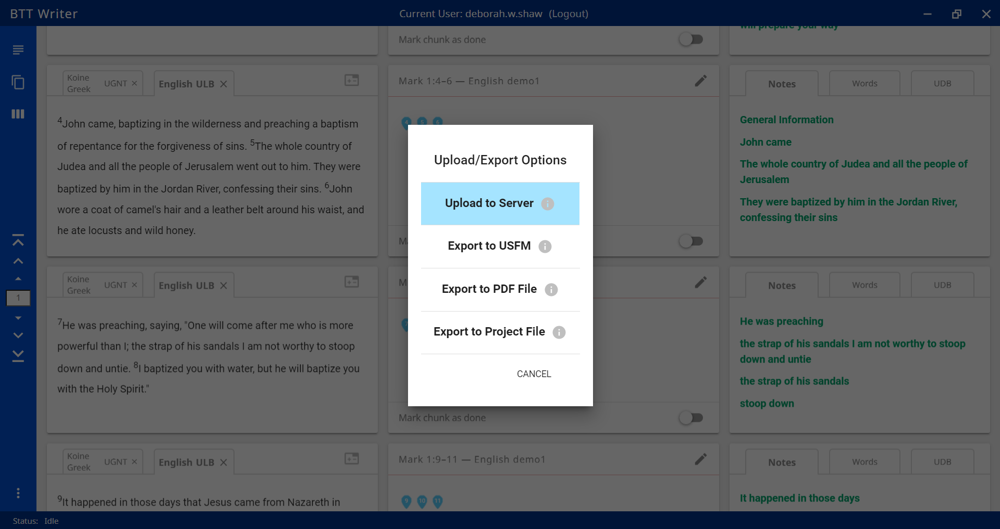 BTT Writer
Current User: deborah.w.shaw (Logout)
will prepare your way
Mark chunk as done
Koine Greek UGNT ×
English ULB ×
4John came, baptizing in the wilderness and preaching a baptism
of repentance for the forgiveness of sins. 5The whole country of
Judea and all the people of Jerusalem went out to him. They were
baptized by him in the Jordan River, confessing their sins. 6John
wore a coat of camel's hair and a leather belt around his waist, and
he ate locusts and wild honey.
Mark 1:4–6 — English demo1
4 5 6
Notes
Words
UDB
General Information
John came
The whole country of Judea and all the people of
Jerusalem
They were baptized by him in the Jordan River,
confessing their sins
Upload/Export Options
Upload to Server
Export to USFM
Export to PDF File
Export to Project File
CANCEL
1
Koine Greek UGNT ×
English ULB ×
7He was preaching, saying, "One will come after me who is more
powerful than I; the strap of his sandals I am not worthy to stoop
down and untie. 8I baptized you with water, but he will baptize you
with the Holy Spirit."
M
7
Mark chunk as done
Notes
Words
UDB
He was preaching
the strap of his sandals I am not worthy to stoop
down and untie
the strap of his sandals
stoop down
Koine Greek UGNT ×
English ULB ×
9It happened in those days that Jesus came from Nazareth in
Mark 1:9–11 — English demo1
9 10 11
Notes
Words
UDB
It happened in those days
Status: Idle